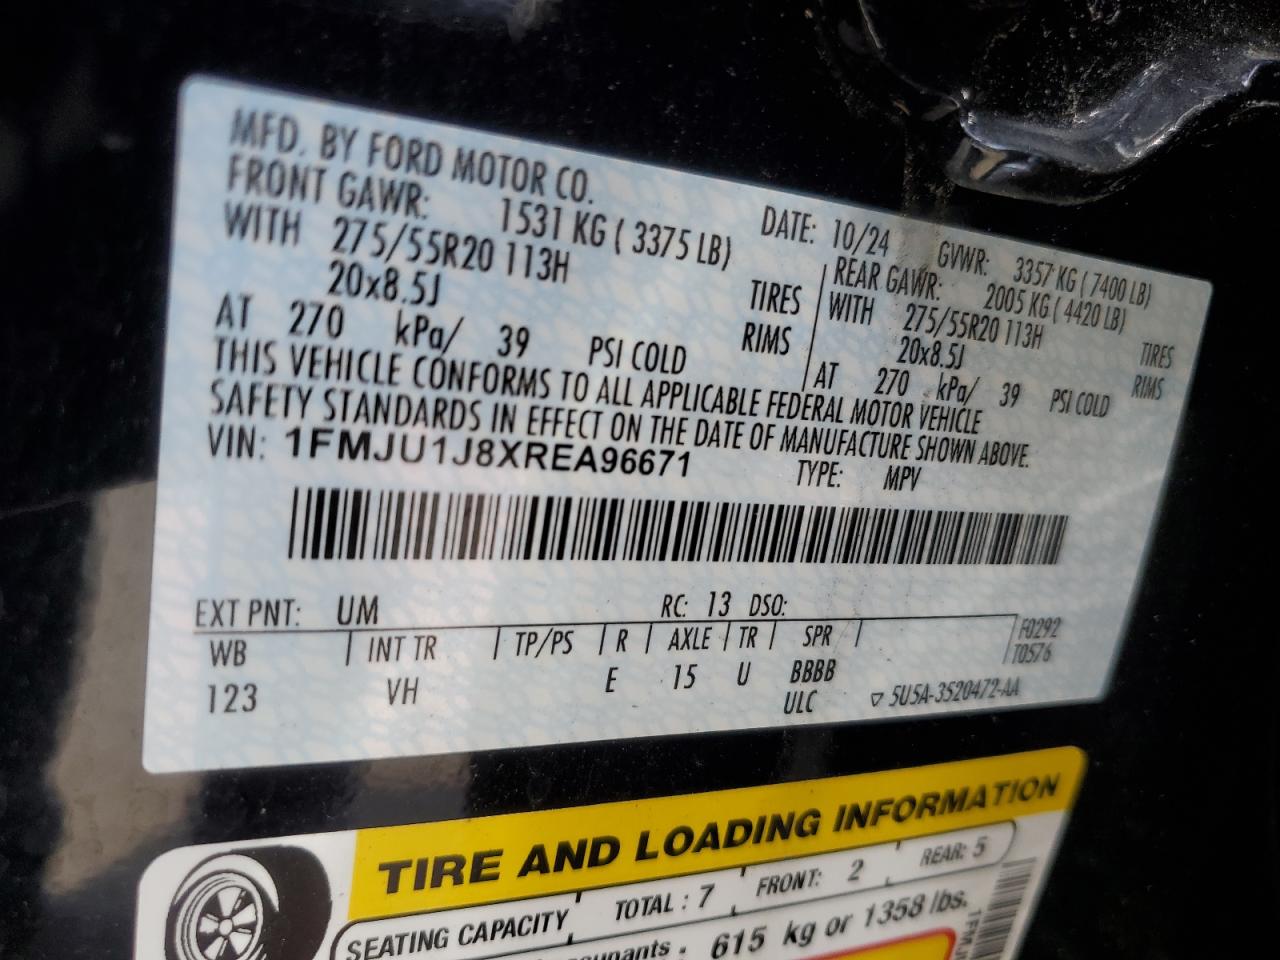 MFD. BY FORD MOTOR CO.
DATE: 10/24 GVWR: 3357 KG ( 7400 LB)
FRONT GAWR: 1531 KG ( 3375 LB)
REAR GAWR: 2005 KG ( 4420 LB)
WITH 275/55R20 113H TIRES
WITH 275/55R20 113H TIRES
20x8.5J RIMS
20x8.5J RIMS
AT 270 kPa/ 39 PSI COLD
AT 270 kPa/ 39 PSI COLD
THIS VEHICLE CONFORMS TO ALL APPLICABLE FEDERAL MOTOR VEHICLE
SAFETY STANDARDS IN EFFECT ON THE DATE OF MANUFACTURE SHOWN ABOVE.
VIN: 1FMJU1J8XREA96671 TYPE: MPV
EXT PNT: UM RC: 13 DSO:
WB INT TR TP/PS R AXLE TR SPR F0292
T0576
123 VH E 15 U BBBB
ULC ▽ 5U5A-3520472-AA
TIRE AND LOADING INFORMATION
SEATING CAPACITY TOTAL : 7 FRONT: 2 REAR: 5
615 kg or 1358 lbs.